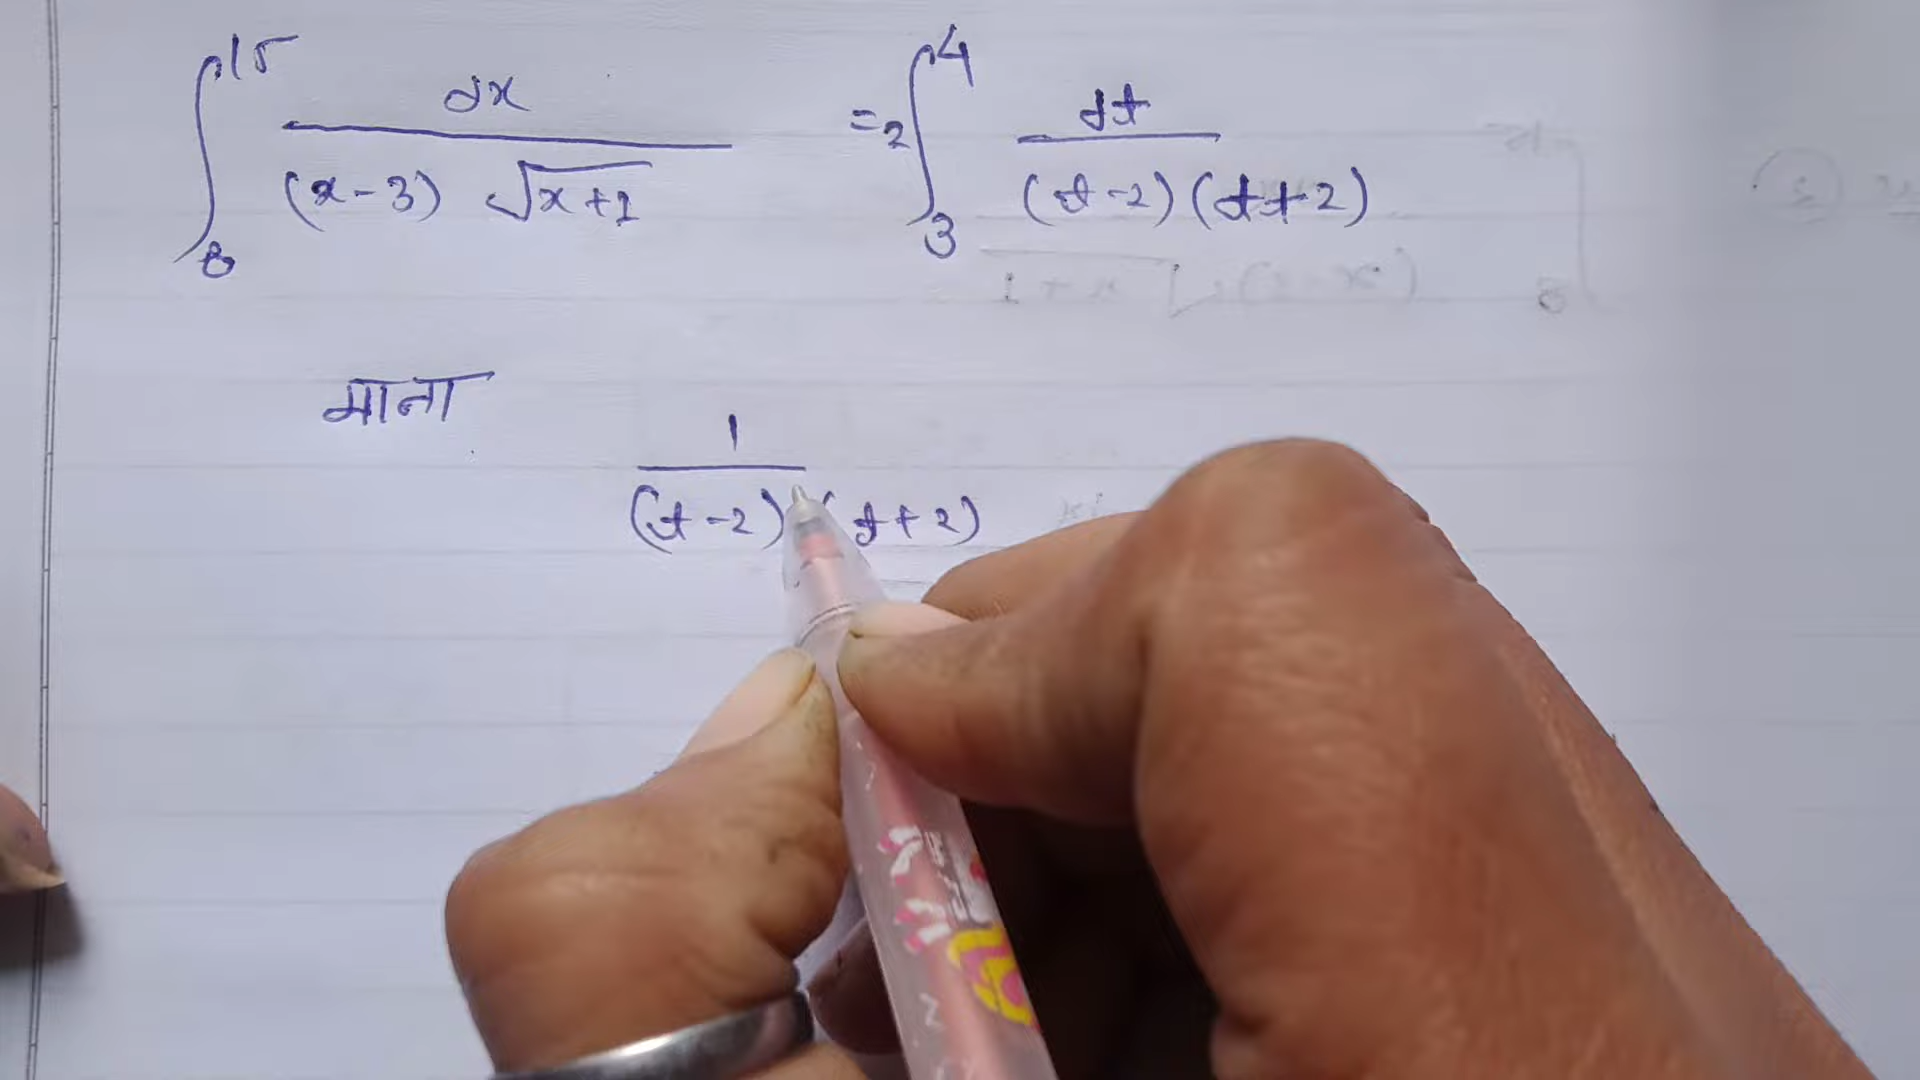 ∫₈¹⁵ dx / (x-3) √x+1 = 2 ∫₃⁴ dt / (t-2)(t+2)
माना
1 / (t-2)(t+2)